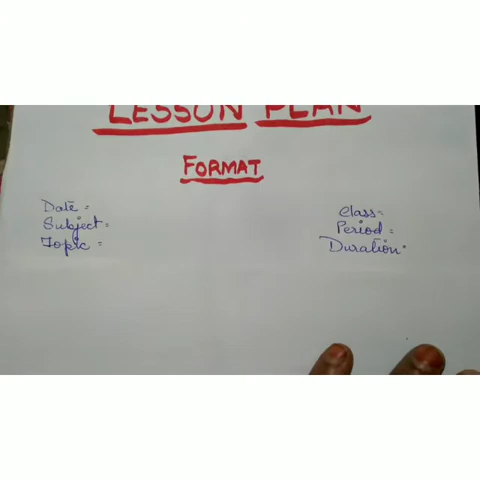 LESSON PLAN
FORMAT
Date =
Subject =
Topic =
Class=
Period =
Duration=